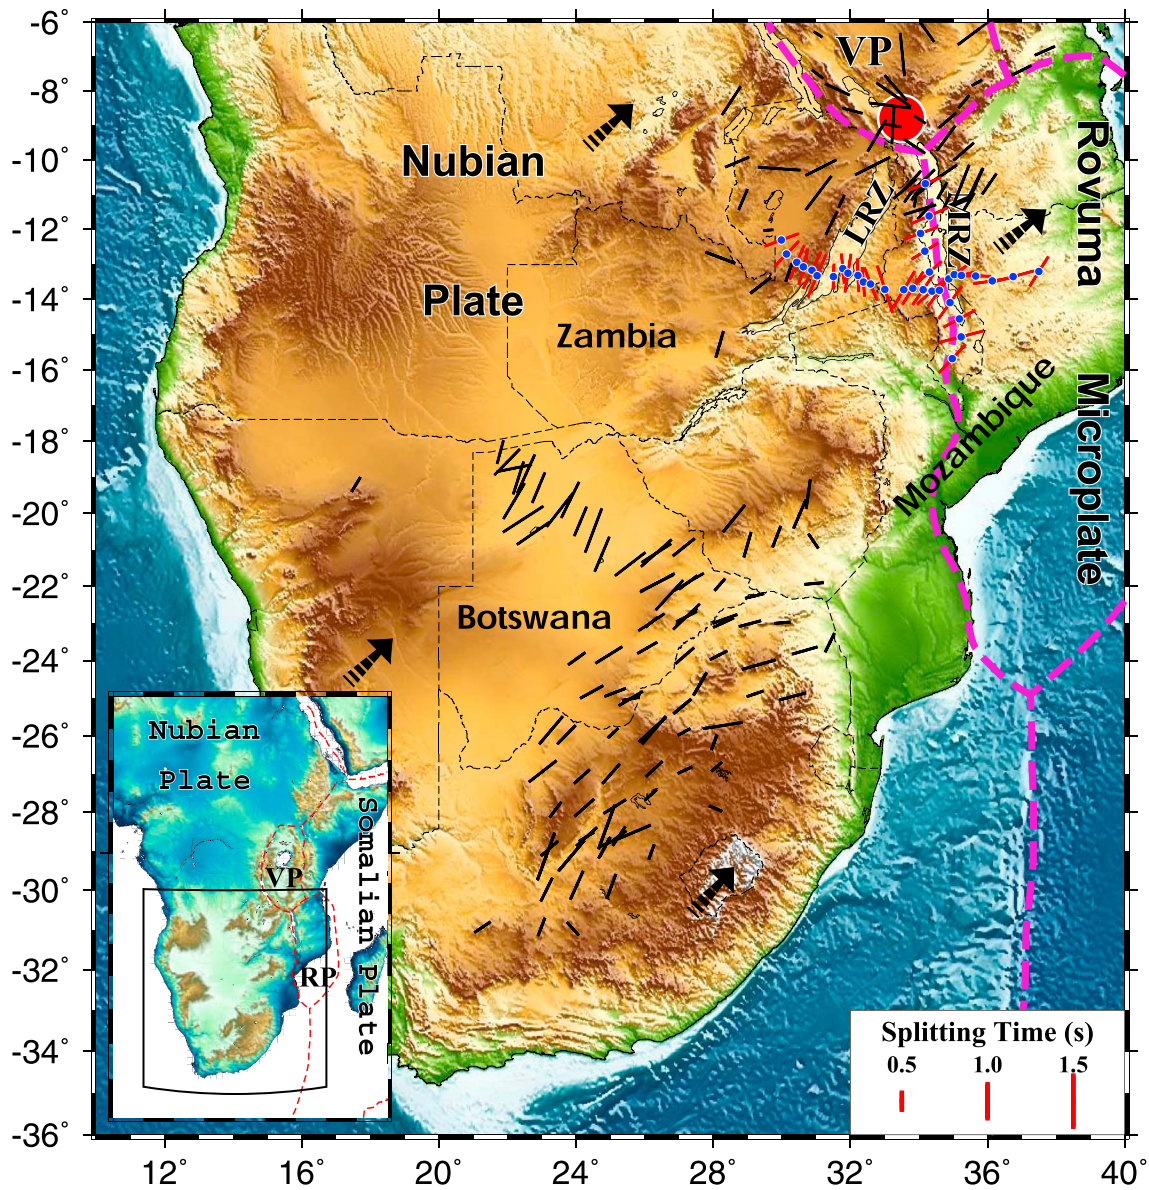 -6°
-8°
-10°
-12°
-14°
-16°
-18°
-20°
-22°
-24°
-26°
-28°
-30°
-32°
-34°
-36°
12°
16°
20°
24°
28°
32°
36°
40°
VP
Nubian
Plate
LRZ
MRZ
Rovuma
Microplate
Zambia
Mozambique
Botswana
Nubian
Plate
Somalian Plate
VP
RP
Splitting Time (s)
0.5 1.0 1.5